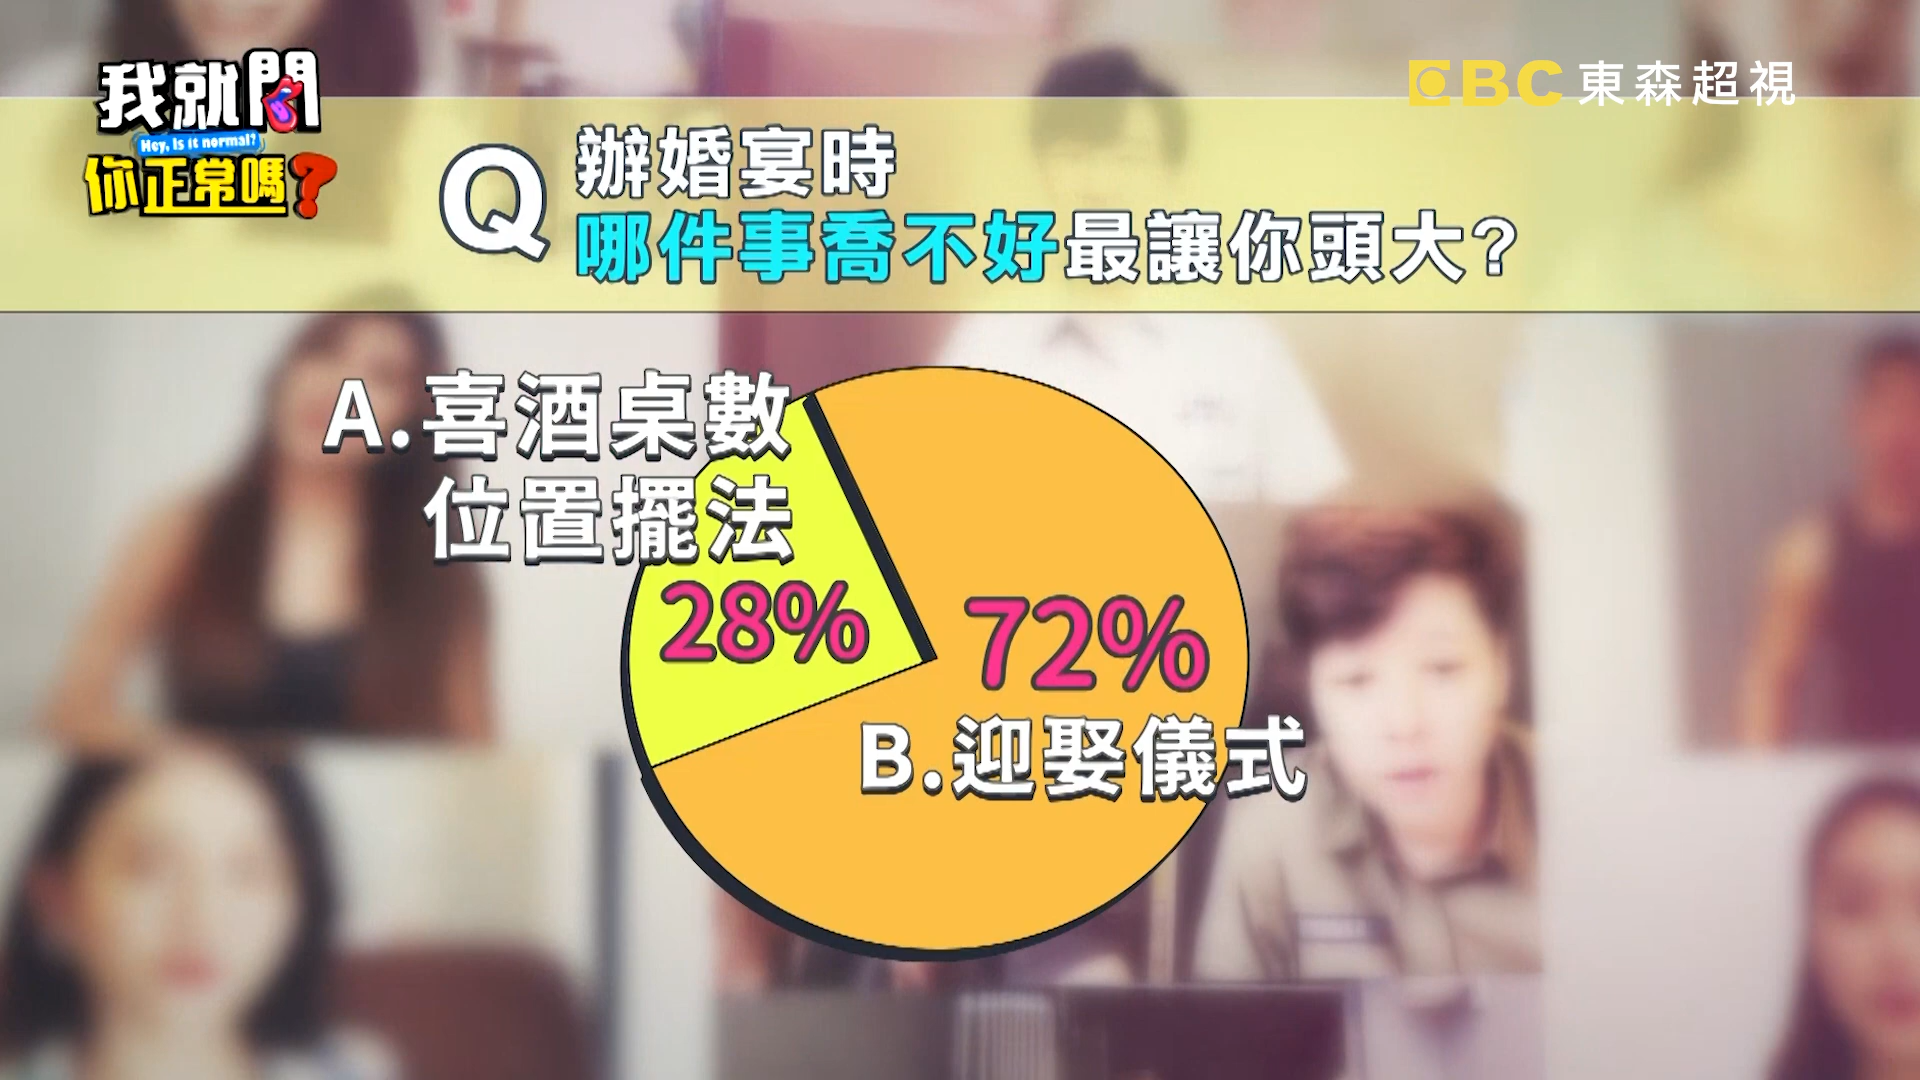 我就問
Hey, Is it normal?
你正常嗎?
EBC 東森超視
Q 辦婚宴時
哪件事喬不好最讓你頭大?
A.喜酒桌數
位置擺法
28%
72%
B.迎娶儀式